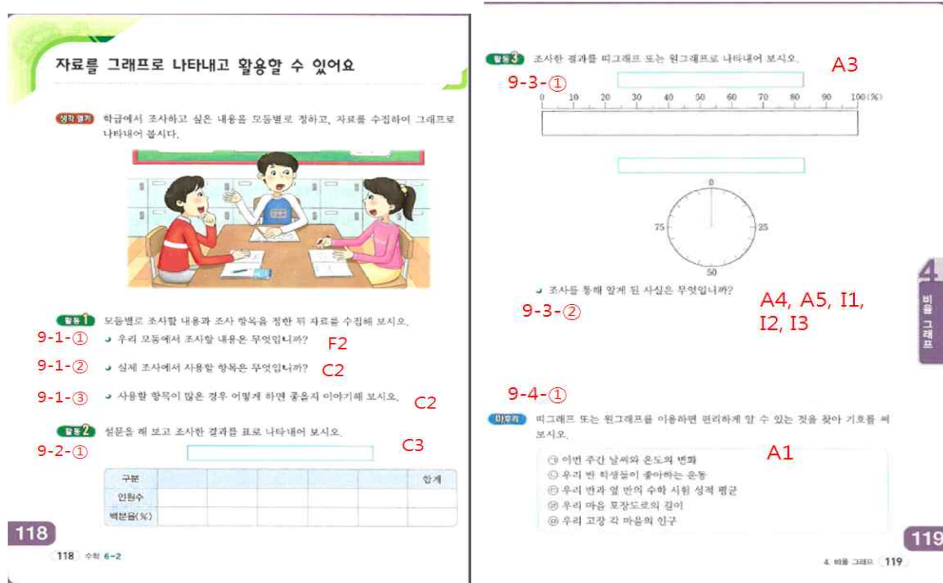 자료를 그래프로 나타내고 활용할 수 있어요
생각 열기 학급에서 조사하고 싶은 내용을 모둠별로 정하고, 자료를 수집하여 그래프로
나타내어 봅시다.
활동 1 모둠별로 조사할 내용과 조사 항목을 정한 뒤 자료를 수집해 보시오.
9-1-① 우리 모둠에서 조사할 내용은 무엇입니까? F2
9-1-② 실제 조사에서 사용할 항목은 무엇입니까? C2
9-1-③ 사용할 항목이 많은 경우 어떻게 하면 좋을지 이야기해 보시오. C2
활동 2 설문을 해 보고 조사한 결과를 표로 나타내어 보시오.
9-2-① C3
구분 합계
인원수
백분율(%)
118
118 수학 6-2
활동 3 조사한 결과를 띠그래프 또는 원그래프로 나타내어 보시오. A3
9-3-①
0 10 20 30 40 50 60 70 80 90 100(%)
0
75 25
50
조사를 통해 알게 된 사실은 무엇입니까?
9-3-② A4, A5, I1,
I2, I3
4
비율 그래프
9-4-①
마무리 띠그래프 또는 원그래프를 이용하면 편리하게 알 수 있는 것을 찾아 기호를 써
보시오.
A1
㉠ 이번 주간 날씨와 온도의 변화
㉡ 우리 반 학생들이 좋아하는 운동
㉢ 우리 반과 옆 반의 수학 시험 성적 평균
㉣ 우리 마을 포장도로의 길이
㉤ 우리 고장 각 마을의 인구
119
4. 비율 그래프 119